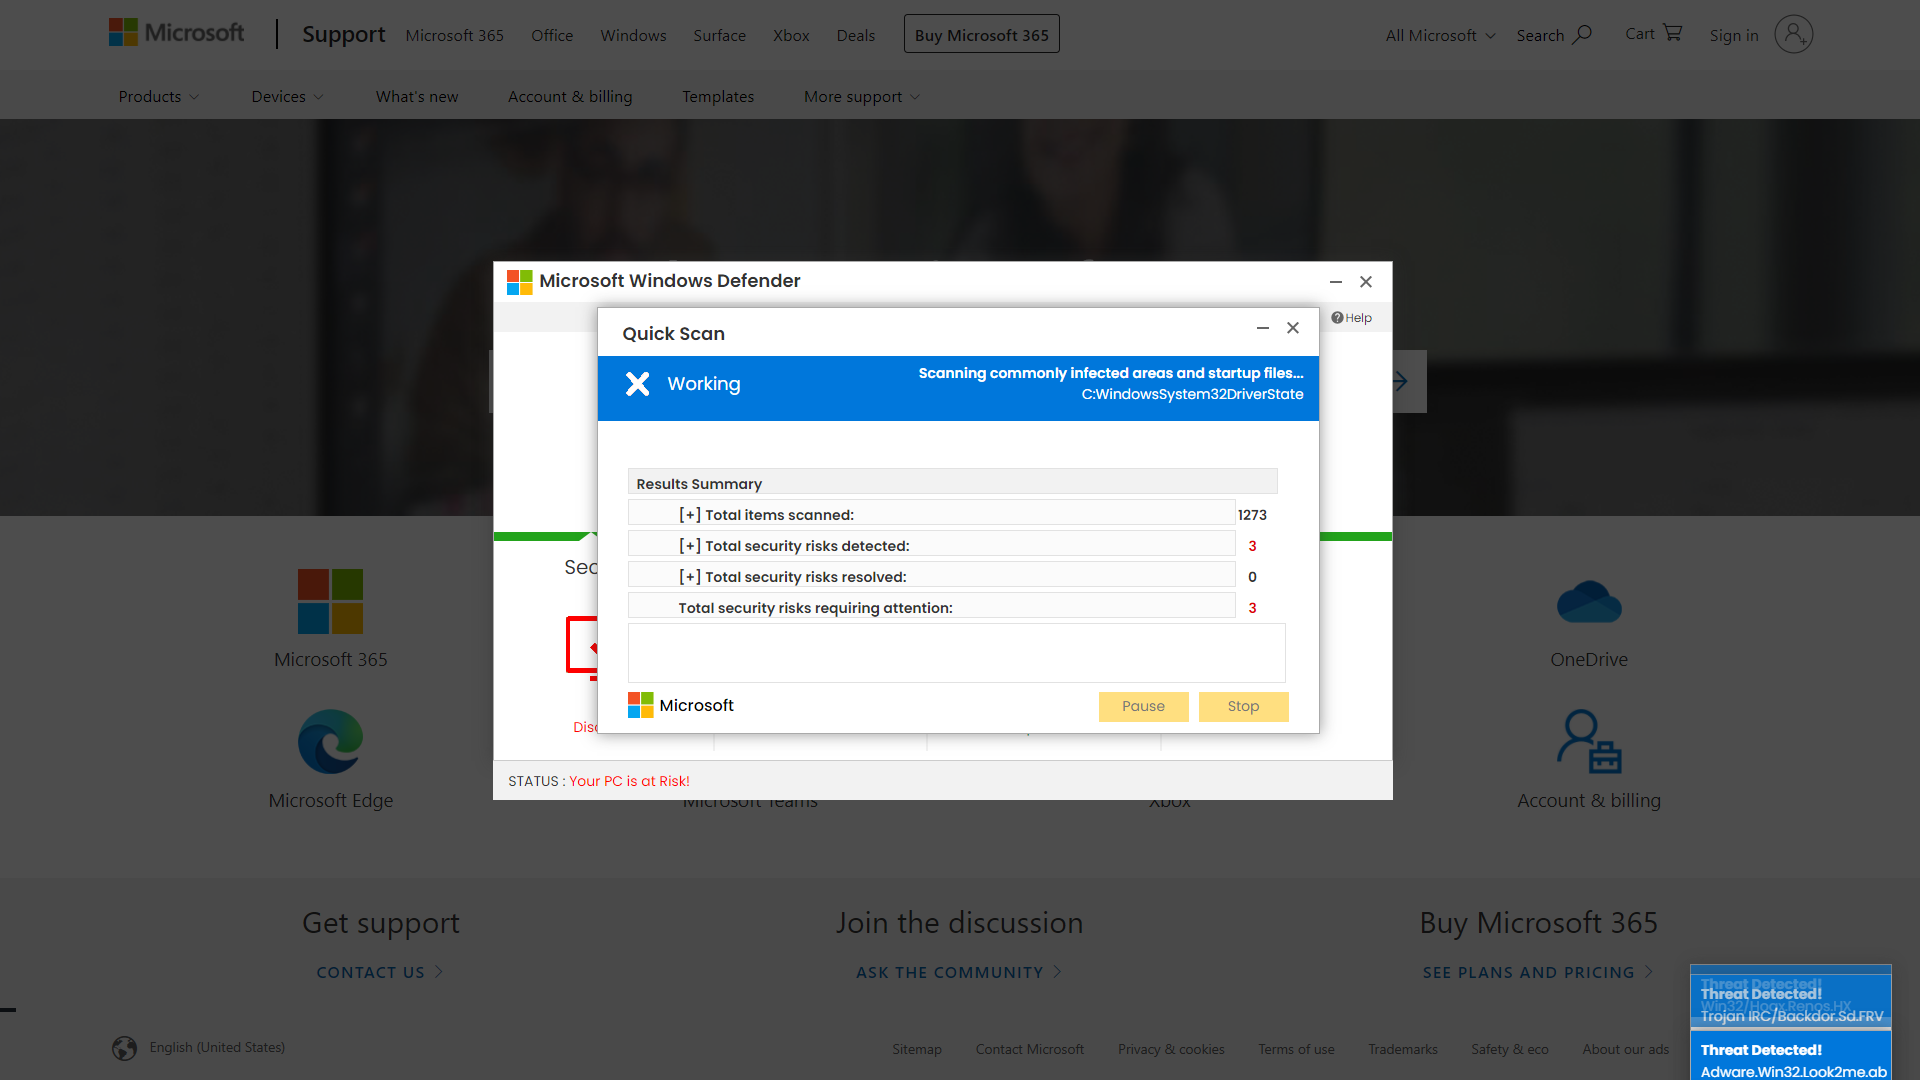 Microsoft
Support
Microsoft 365
Office
Windows
Surface
Xbox
Deals
Buy Microsoft 365
All Microsoft
Search
Cart
Sign in
Products
Devices
What's new
Account & billing
Templates
More support
Microsoft Windows Defender
Help
Quick Scan
Working
Scanning commonly infected areas and startup files...
C:WindowsSystem32DriverState
Results Summary
[+] Total items scanned: 1273
[+] Total security risks detected: 3
[+] Total security risks resolved: 0
Total security risks requiring attention: 3
Microsoft
Pause
Stop
Sec
Disc
STATUS : Your PC is at Risk!
Microsoft 365
OneDrive
Microsoft Edge
Microsoft Teams
Xbox
Account & billing
Get support
CONTACT US
Join the discussion
ASK THE COMMUNITY
Buy Microsoft 365
SEE PLANS AND PRICING
Threat Detected!
Win32/Hoax.Renos.HX
Threat Detected!
Trojan IRC/Backdor.Sd.FRV
Threat Detected!
Adware.Win32.Look2me.ab
English (United States)
Sitemap
Contact Microsoft
Privacy & cookies
Terms of use
Trademarks
Safety & eco
About our ads